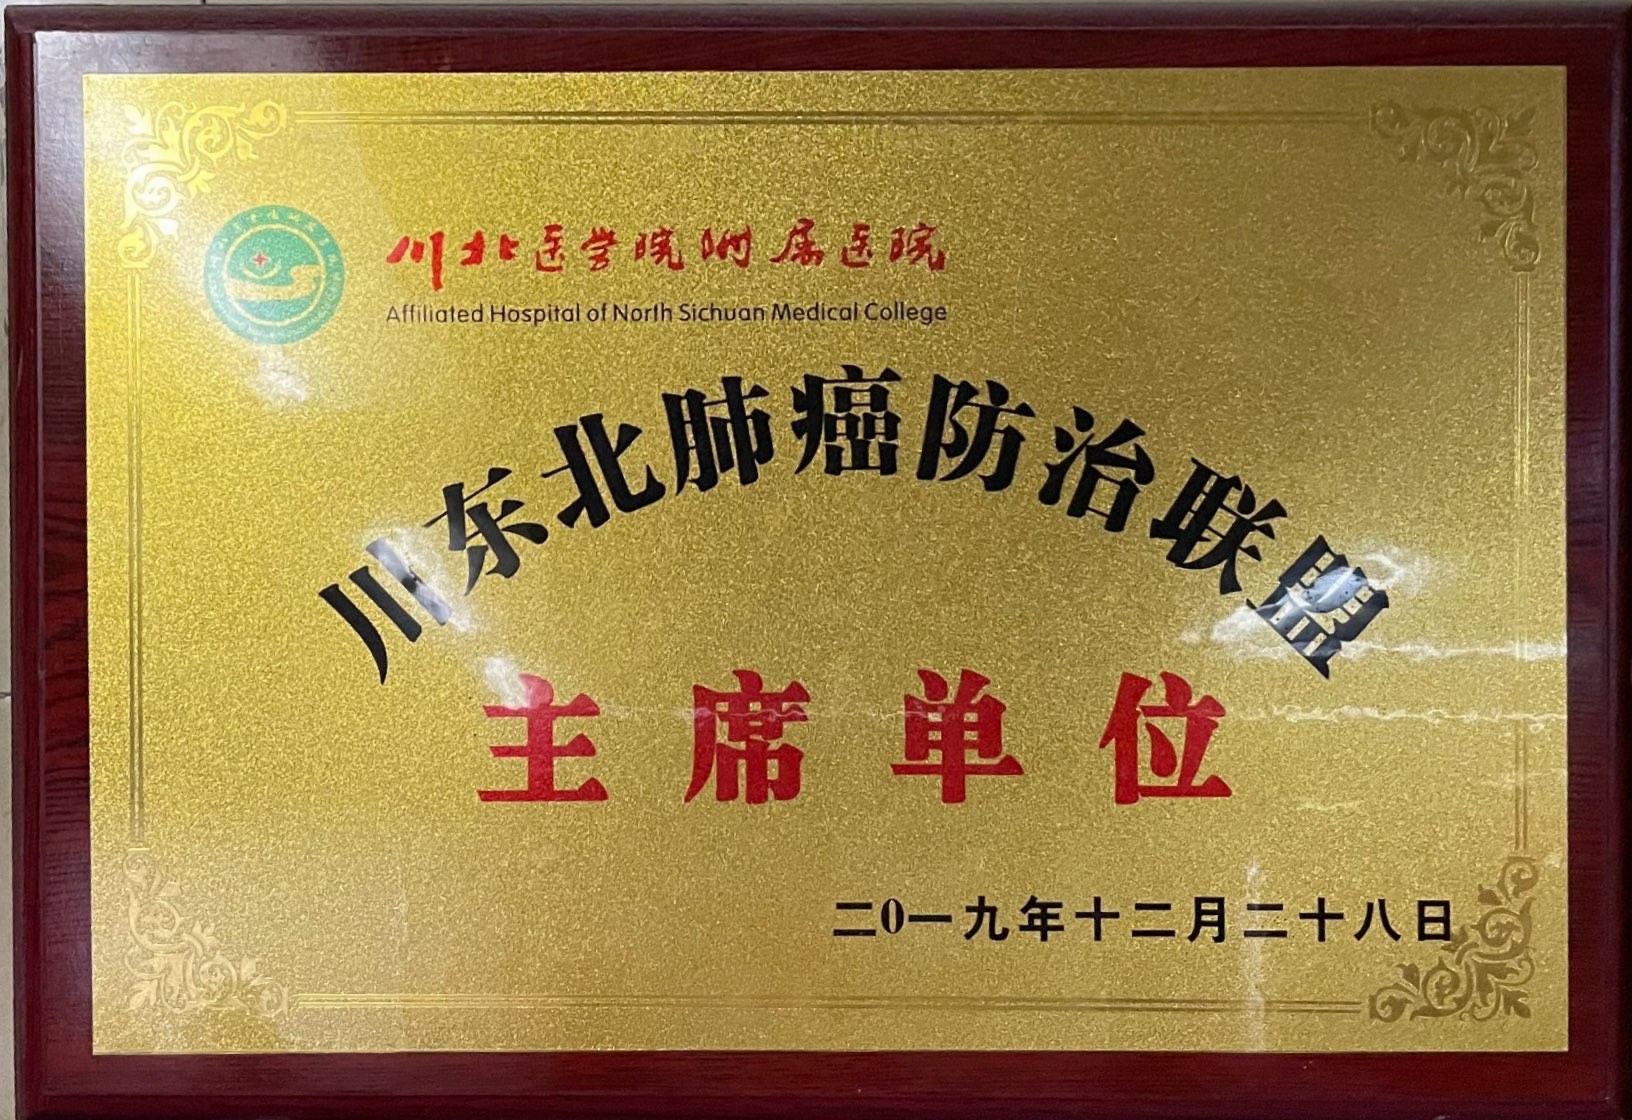 川北医学院附属医院
Affiliated Hospital of North Sichuan Medical College
川东北肺癌防治联盟
主席单位
二0一九年十二月二十八日